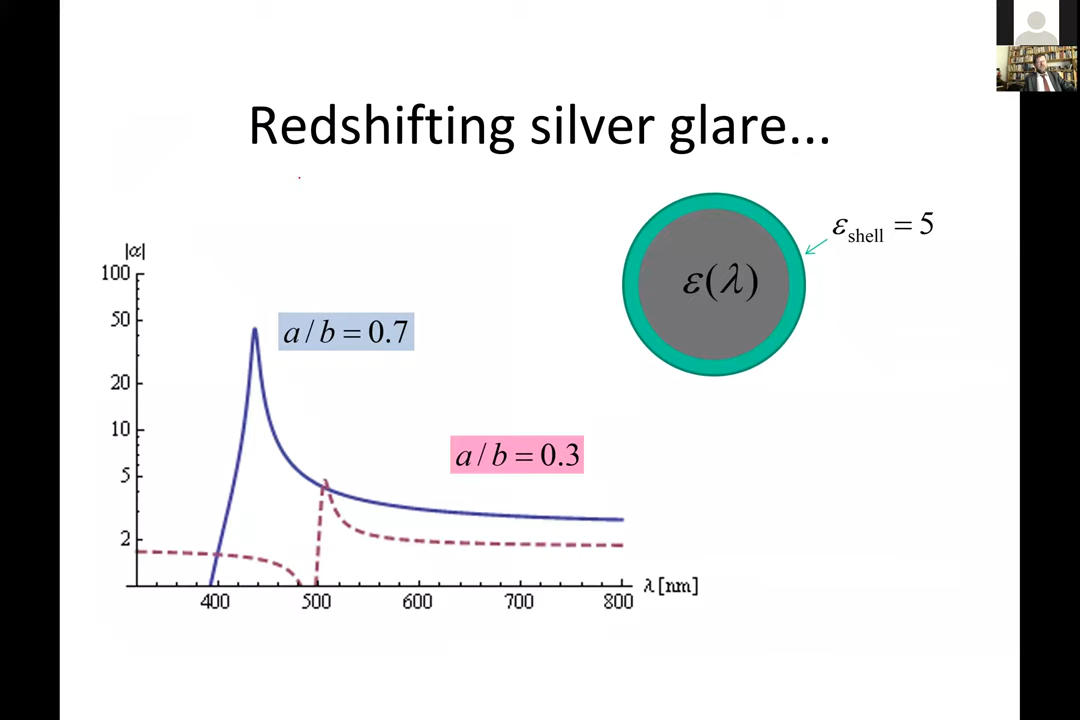 Redshifting silver glare...
ε_shell = 5
ε(λ)
|α|
100
50
20
10
5
2
a / b = 0.7
a / b = 0.3
400 500 600 700 800 λ [nm]